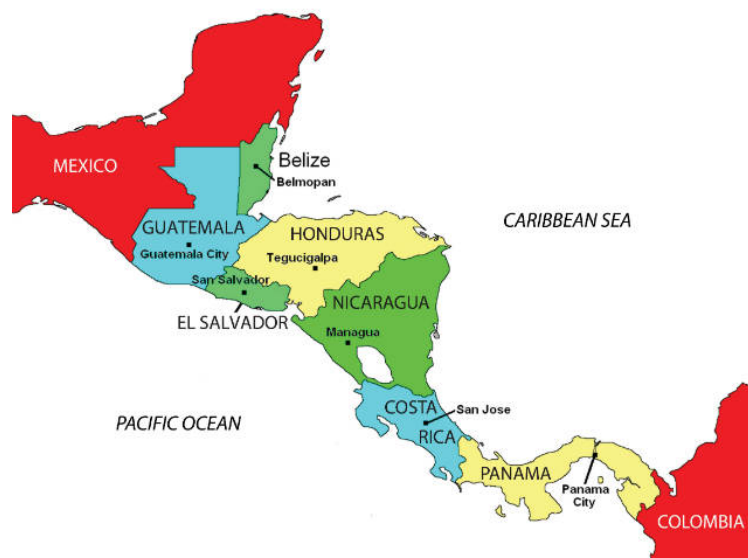 MEXICO
Belize
Belmopan
GUATEMALA
Guatemala City
HONDURAS
Tegucigalpa
CARIBBEAN SEA
San Salvador
EL SALVADOR
NICARAGUA
Managua
PACIFIC OCEAN
COSTA
RICA
San Jose
PANAMA
Panama
City
COLOMBIA